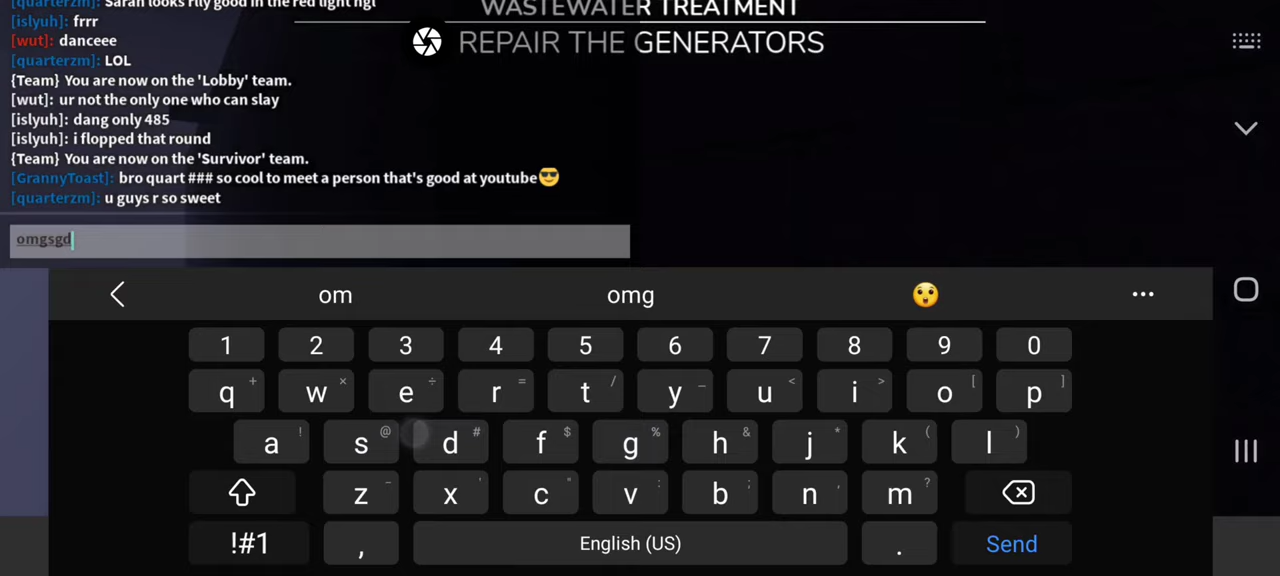 [quarterzm]: Sarah looks rlly good in the red light ngl
WASTEWATER TREATMENT
[islyuh]: frrr
REPAIR THE GENERATORS
[wut]: danceee
[quarterzm]: LOL
{Team} You are now on the 'Lobby' team.
[wut]: ur not the only one who can slay
[islyuh]: dang only 485
[islyuh]: i flopped that round
{Team} You are now on the 'Survivor' team.
[GrannyToast]: bro quart ### so cool to meet a person that's good at youtube😎
[quarterzm]: u guys r so sweet
omgsgd
om omg 😲 ...
1 2 3 4 5 6 7 8 9 0
q + w × e ÷ r = t / y _ u < i > o [ p ]
a ! s @ d # f $ g % h & j * k ( l )
z - x ' c " v : b ; n , m ?
!#1 , English (US) . Send